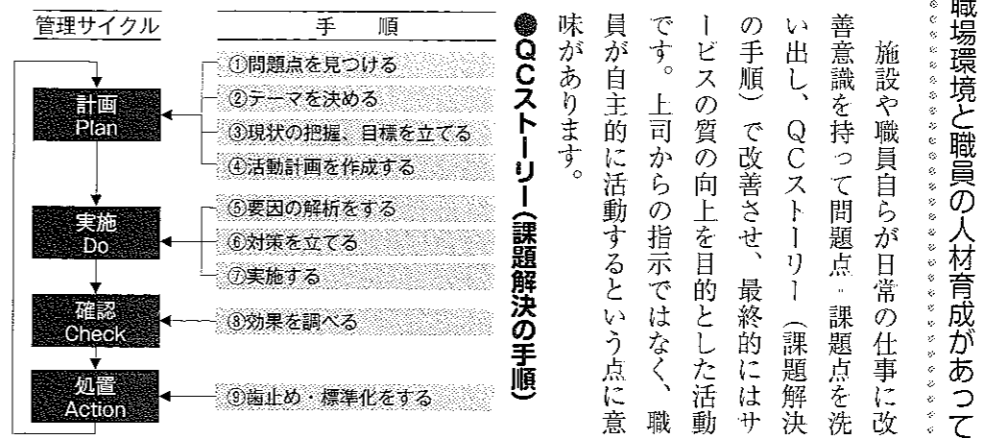 職場環境と職員の人材育成があって
施設や職員自らが日常の仕事に改
善意識を持って問題点・課題点を洗
い出し、QCストーリー（課題解決
の手順）で改善させ、最終的にはサ
ービスの質の向上を目的とした活動
です。上司からの指示ではなく、職
員が自主的に活動するという点に意
味があります。
●QCストーリー（課題解決の手順）
管理サイクル
手　順
計画
Plan
①問題点を見つける
②テーマを決める
③現状の把握、目標を立てる
④活動計画を作成する
実施
Do
⑤要因の解析をする
⑥対策を立てる
⑦実施する
確認
Check
⑧効果を調べる
処置
Action
⑨歯止め・標準化をする